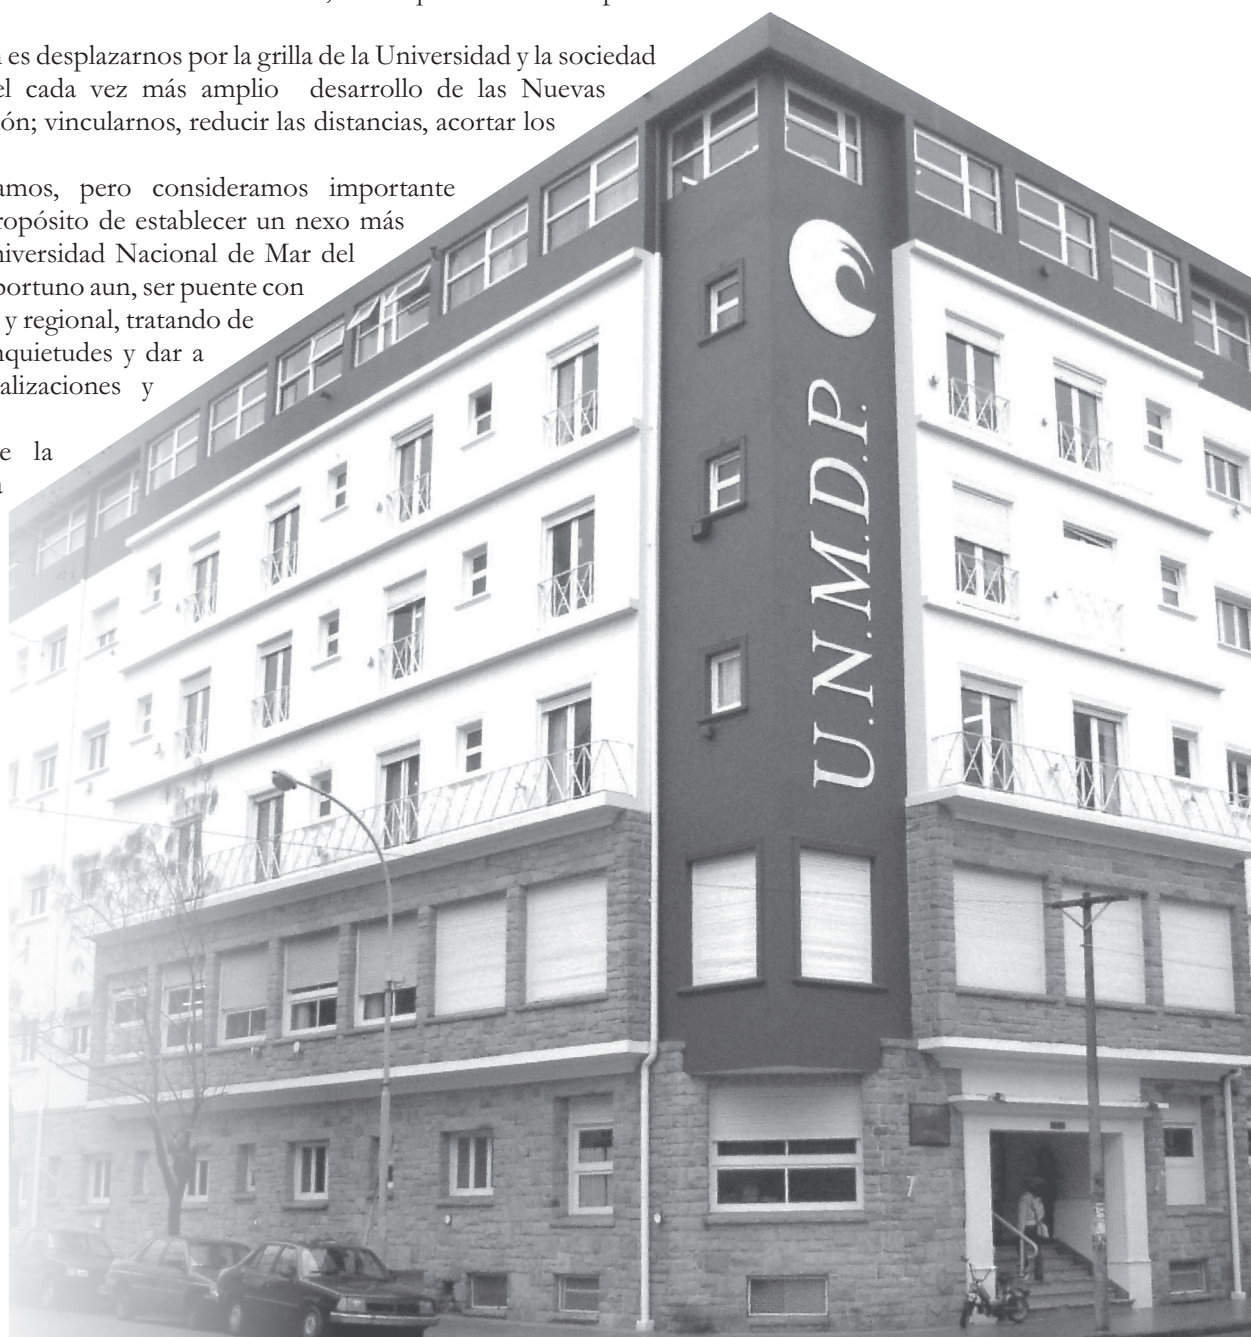 es desplazarnos por la grilla de la Universidad y la sociedad
cada vez más amplio desarrollo de las Nuevas
ón; vincularnos, reducir las distancias, acortar los
amos, pero consideramos importante
ropósito de establecer un nexo más
niversidad Nacional de Mar del
portuno aun, ser puente con
y regional, tratando de
nquietudes y dar a
alizaciones y
e la
U.N.M.D.P.